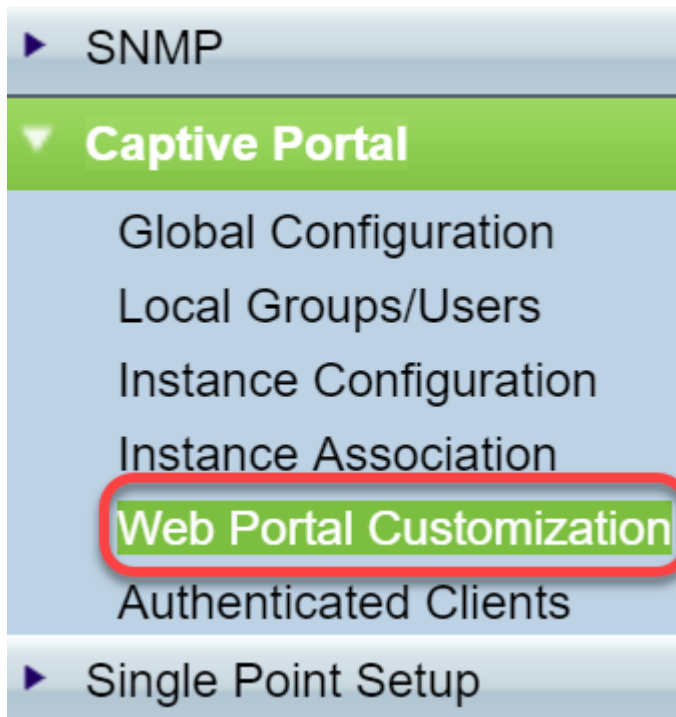 SNMP
Captive Portal
Global Configuration
Local Groups/Users
Instance Configuration
Instance Association
Web Portal Customization
Authenticated Clients
Single Point Setup